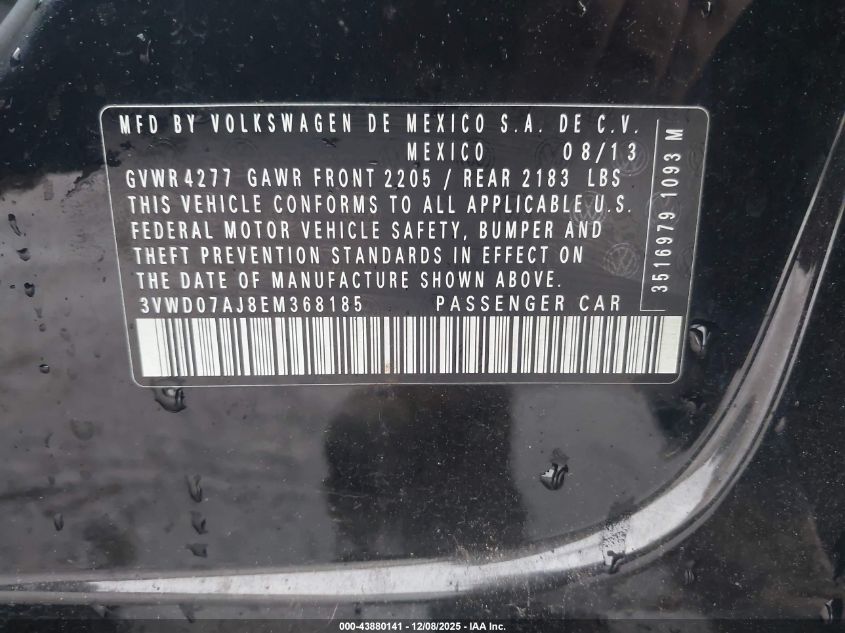 MFD BY VOLKSWAGEN DE MEXICO S.A. DE C.V.
MEXICO 08/13
GVWR 4277 GAWR FRONT 2205 / REAR 2183 LBS
THIS VEHICLE CONFORMS TO ALL APPLICABLE U.S.
FEDERAL MOTOR VEHICLE SAFETY, BUMPER AND
THEFT PREVENTION STANDARDS IN EFFECT ON
THE DATE OF MANUFACTURE SHOWN ABOVE.
3VWD07AJ8EM368185 PASSENGER CAR
3516979 1093 M
000-43880141 - 12/08/2025 - IAA Inc.